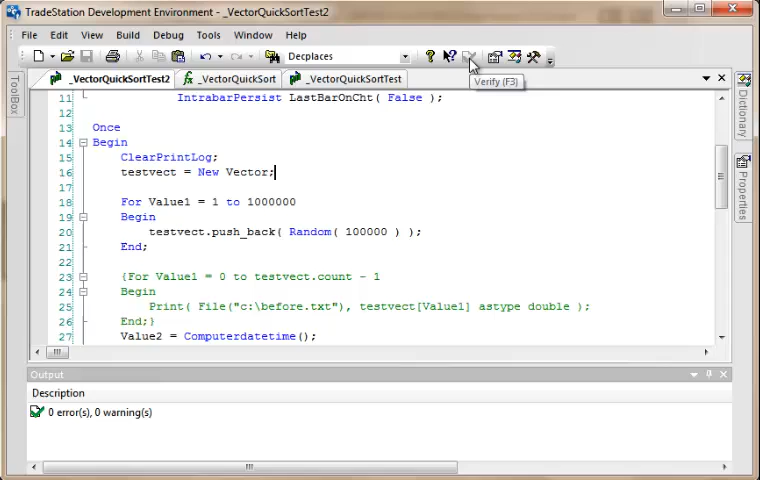 TradeStation Development Environment - _VectorQuickSortTest2
File Edit View Build Debug Tools Window Help
Decplaces
_VectorQuickSortTest2 _VectorQuickSort _VectorQuickSortTest
Verify (F3)
11 IntrabarPersist LastBarOnCht( False );
12
13 Once
14 Begin
15 ClearPrintLog;
16 testvect = New Vector;
17
18 For Value1 = 1 to 1000000
19 Begin
20 testvect.push_back( Random( 100000 ) );
21 End;
22
23 {For Value1 = 0 to testvect.count - 1
24 Begin
25 Print( File("c:\before.txt"), testvect[Value1] astype double );
26 End;}
27 Value2 = Computerdatetime();
ToolBox
Dictionary
Properties
Output
Description
0 error(s), 0 warning(s)